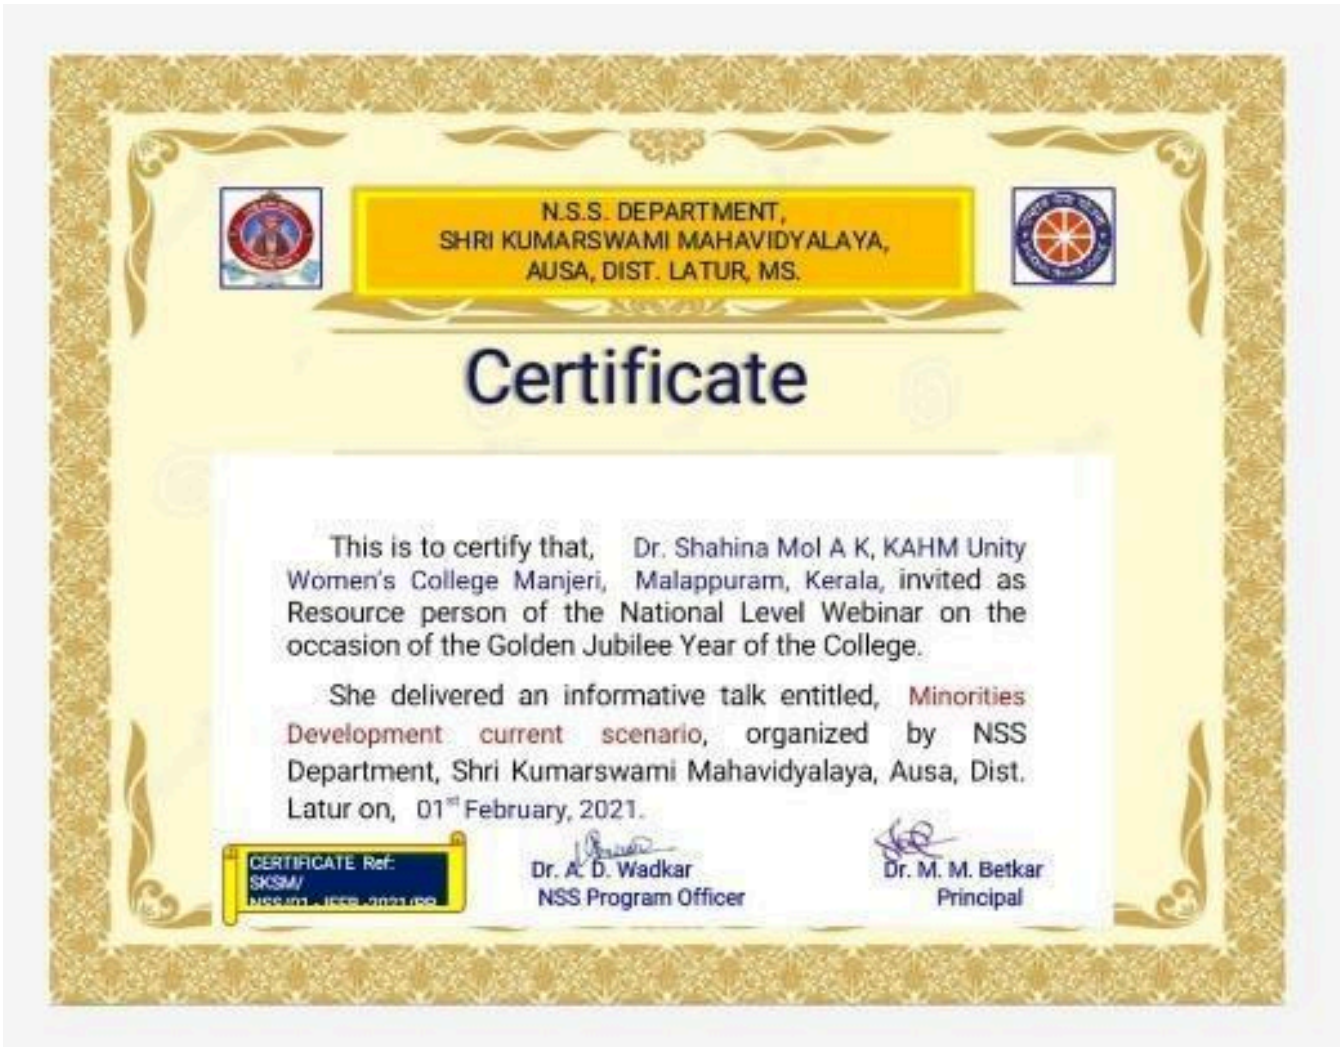 N.S.S. DEPARTMENT,
SHRI KUMARSWAMI MAHAVIDYALAYA,
AUSA, DIST. LATUR, MS.
Certificate
This is to certify that, Dr. Shahina Mol A K, KAHM Unity
Women's College Manjeri, Malappuram, Kerala, invited as
Resource person of the National Level Webinar on the
occasion of the Golden Jubilee Year of the College.
She delivered an informative talk entitled, Minorities
Development current scenario, organized by NSS
Department, Shri Kumarswami Mahavidyalaya, Ausa, Dist.
Latur on, 01st February, 2021.
CERTIFICATE Ref:
SKSM/
Dr. A. D. Wadkar
NSS Program Officer
Dr. M. M. Betkar
Principal